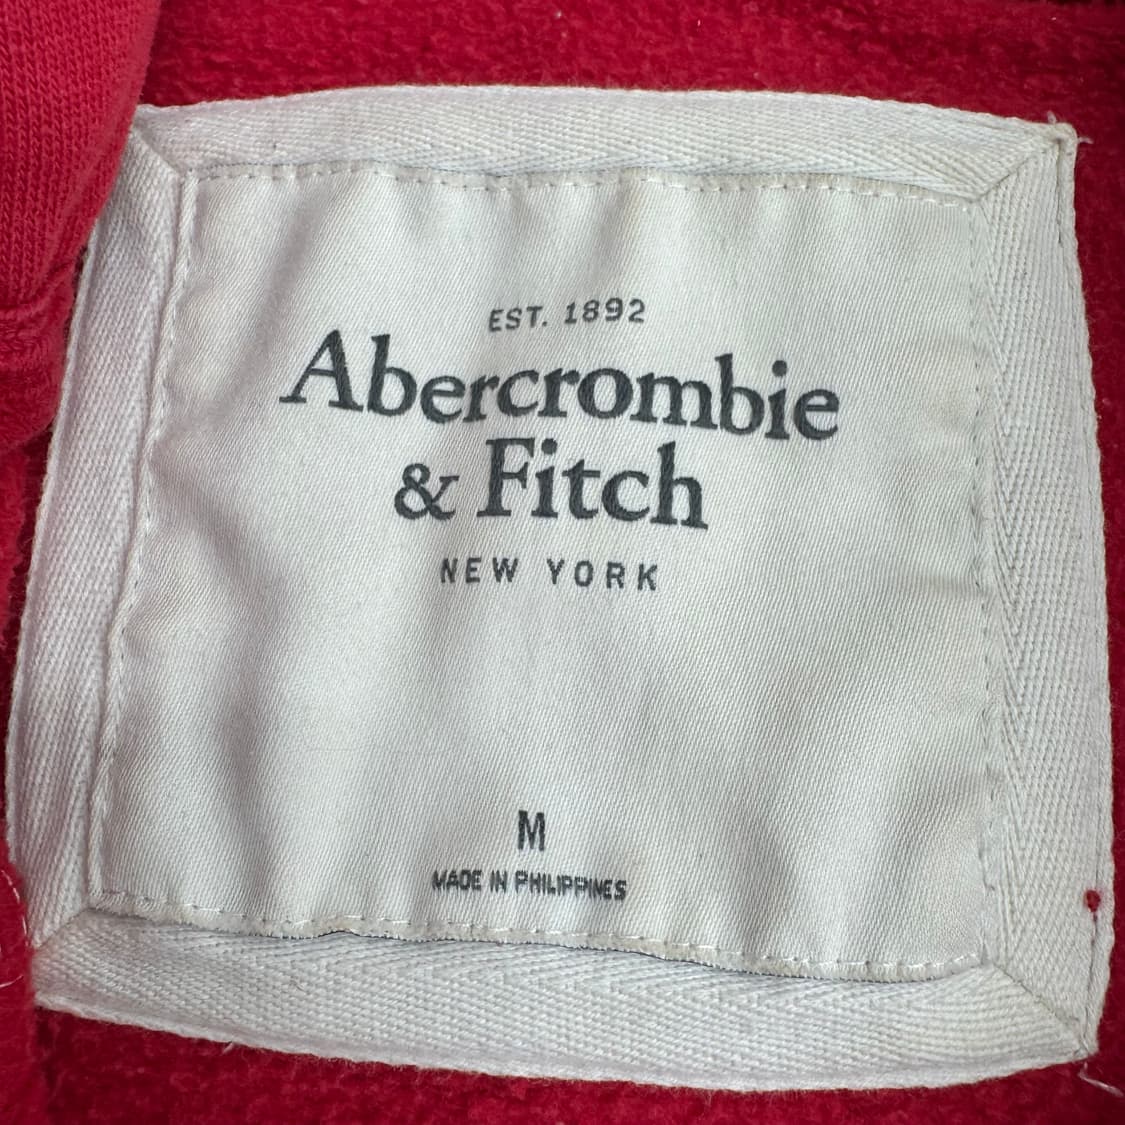 EST. 1892
Abercrombie
& Fitch
NEW YORK
M
MADE IN PHILIPPINES